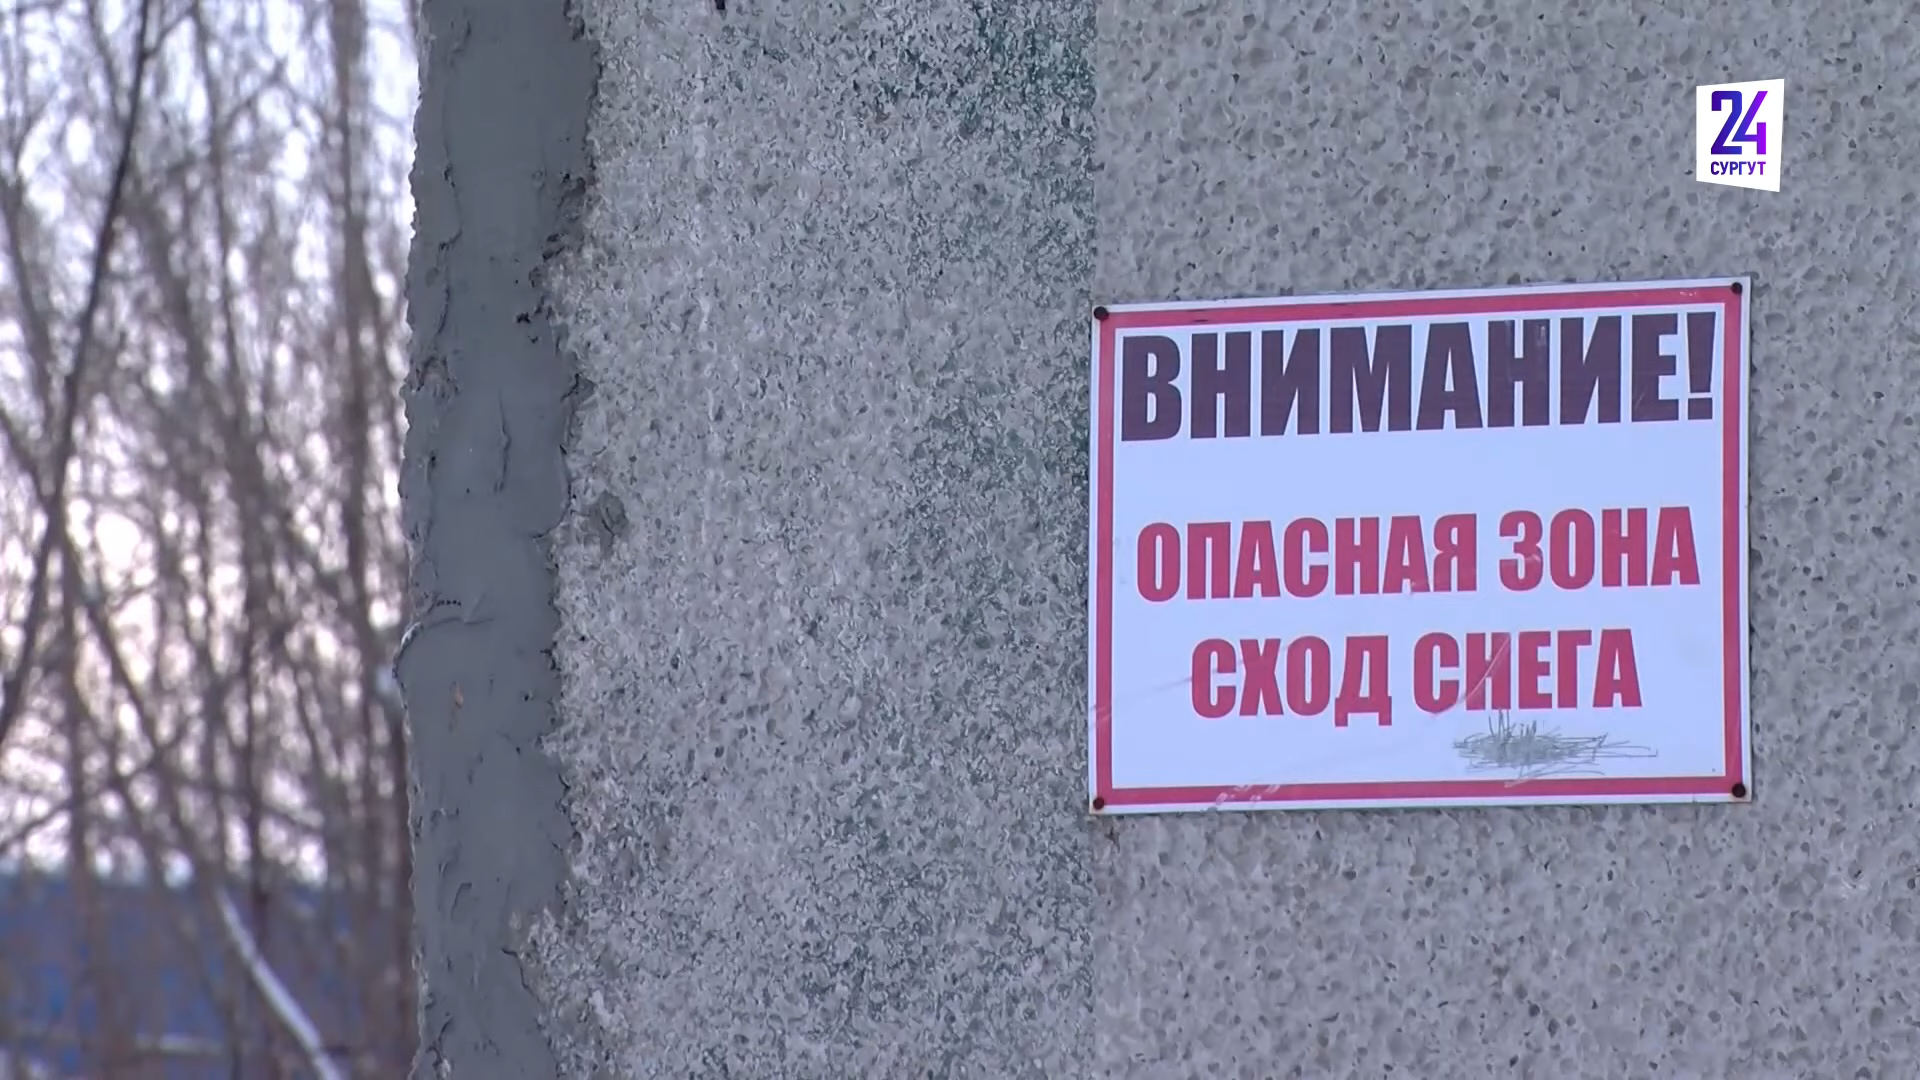 24
СУРГУТ
ВНИМАНИЕ!
ОПАСНАЯ ЗОНА
СХОД СНЕГА